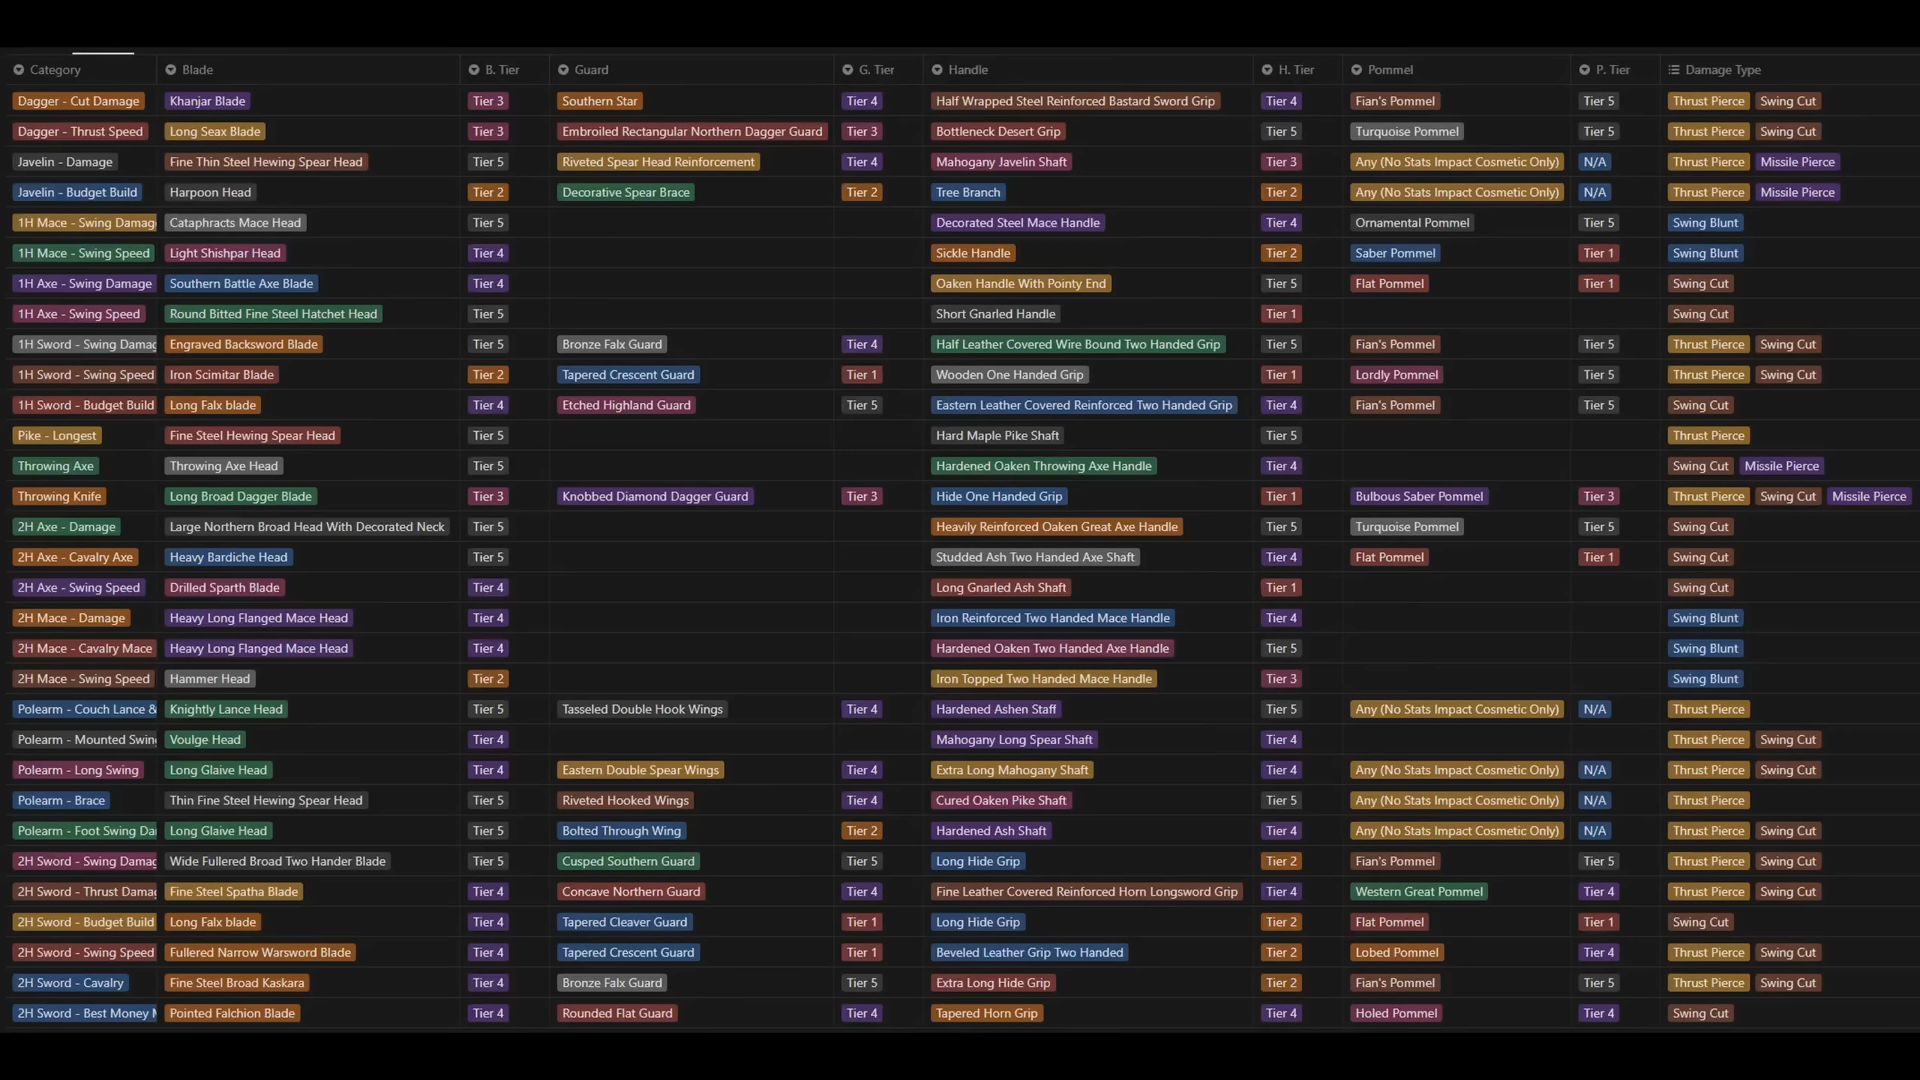 Category Blade B. Tier Guard G. Tier Handle H. Tier Pommel P. Tier Damage Type
Dagger - Cut Damage Khanjar Blade Tier 3 Southern Star Tier 4 Half Wrapped Steel Reinforced Bastard Sword Grip Tier 4 Fian's Pommel Tier 5 Thrust Pierce Swing Cut
Dagger - Thrust Speed Long Seax Blade Tier 3 Embroiled Rectangular Northern Dagger Guard Tier 3 Bottleneck Desert Grip Tier 5 Turquoise Pommel Tier 5 Thrust Pierce Swing Cut
Javelin - Damage Fine Thin Steel Hewing Spear Head Tier 5 Riveted Spear Head Reinforcement Tier 4 Mahogany Javelin Shaft Tier 3 Any (No Stats Impact Cosmetic Only) N/A Thrust Pierce Missile Pierce
Javelin - Budget Build Harpoon Head Tier 2 Decorative Spear Brace Tier 2 Tree Branch Tier 2 Any (No Stats Impact Cosmetic Only) N/A Thrust Pierce Missile Pierce
1H Mace - Swing Damag Cataphracts Mace Head Tier 5 Decorated Steel Mace Handle Tier 4 Ornamental Pommel Tier 5 Swing Blunt
1H Mace - Swing Speed Light Shishpar Head Tier 4 Sickle Handle Tier 2 Saber Pommel Tier 1 Swing Blunt
1H Axe - Swing Damage Southern Battle Axe Blade Tier 4 Oaken Handle With Pointy End Tier 5 Flat Pommel Tier 1 Swing Cut
1H Axe - Swing Speed Round Bitted Fine Steel Hatchet Head Tier 5 Short Gnarled Handle Tier 1 Swing Cut
1H Sword - Swing Damag Engraved Backsword Blade Tier 5 Bronze Falx Guard Tier 4 Half Leather Covered Wire Bound Two Handed Grip Tier 5 Fian's Pommel Tier 5 Thrust Pierce Swing Cut
1H Sword - Swing Speed Iron Scimitar Blade Tier 2 Tapered Crescent Guard Tier 1 Wooden One Handed Grip Tier 1 Lordly Pommel Tier 5 Thrust Pierce Swing Cut
1H Sword - Budget Build Long Falx blade Tier 4 Etched Highland Guard Tier 5 Eastern Leather Covered Reinforced Two Handed Grip Tier 4 Fian's Pommel Tier 5 Swing Cut
Pike - Longest Fine Steel Hewing Spear Head Tier 5 Hard Maple Pike Shaft Tier 5 Thrust Pierce
Throwing Axe Throwing Axe Head Tier 5 Hardened Oaken Throwing Axe Handle Tier 4 Swing Cut Missile Pierce
Throwing Knife Long Broad Dagger Blade Tier 3 Knobbed Diamond Dagger Guard Tier 3 Hide One Handed Grip Tier 1 Bulbous Saber Pommel Tier 3 Thrust Pierce Swing Cut Missile Pierce
2H Axe - Damage Large Northern Broad Head With Decorated Neck Tier 5 Heavily Reinforced Oaken Great Axe Handle Tier 5 Turquoise Pommel Tier 5 Swing Cut
2H Axe - Cavalry Axe Heavy Bardiche Head Tier 5 Studded Ash Two Handed Axe Shaft Tier 4 Flat Pommel Tier 1 Swing Cut
2H Axe - Swing Speed Drilled Sparth Blade Tier 4 Long Gnarled Ash Shaft Tier 1 Swing Cut
2H Mace - Damage Heavy Long Flanged Mace Head Tier 4 Iron Reinforced Two Handed Mace Handle Tier 4 Swing Blunt
2H Mace - Cavalry Mace Heavy Long Flanged Mace Head Tier 4 Hardened Oaken Two Handed Axe Handle Tier 5 Swing Blunt
2H Mace - Swing Speed Hammer Head Tier 2 Iron Topped Two Handed Mace Handle Tier 3 Swing Blunt
Polearm - Couch Lance & Knightly Lance Head Tier 5 Tasseled Double Hook Wings Tier 4 Hardened Ashen Staff Tier 5 Any (No Stats Impact Cosmetic Only) N/A Thrust Pierce
Polearm - Mounted Swin Voulge Head Tier 4 Mahogany Long Spear Shaft Tier 4 Thrust Pierce Swing Cut
Polearm - Long Swing Long Glaive Head Tier 4 Eastern Double Spear Wings Tier 4 Extra Long Mahogany Shaft Tier 4 Any (No Stats Impact Cosmetic Only) N/A Thrust Pierce Swing Cut
Polearm - Brace Thin Fine Steel Hewing Spear Head Tier 5 Riveted Hooked Wings Tier 4 Cured Oaken Pike Shaft Tier 5 Any (No Stats Impact Cosmetic Only) N/A Thrust Pierce
Polearm - Foot Swing Da Long Glaive Head Tier 5 Bolted Through Wing Tier 2 Hardened Ash Shaft Tier 4 Any (No Stats Impact Cosmetic Only) N/A Thrust Pierce Swing Cut
2H Sword - Swing Damag Wide Fullered Broad Two Hander Blade Tier 5 Cusped Southern Guard Tier 5 Long Hide Grip Tier 2 Fian's Pommel Tier 5 Thrust Pierce Swing Cut
2H Sword - Thrust Damag Fine Steel Spatha Blade Tier 4 Concave Northern Guard Tier 4 Fine Leather Covered Reinforced Horn Longsword Grip Tier 4 Western Great Pommel Tier 4 Thrust Pierce Swing Cut
2H Sword - Budget Build Long Falx blade Tier 4 Tapered Cleaver Guard Tier 1 Long Hide Grip Tier 2 Flat Pommel Tier 1 Swing Cut
2H Sword - Swing Speed Fullered Narrow Warsword Blade Tier 4 Tapered Crescent Guard Tier 1 Beveled Leather Grip Two Handed Tier 2 Lobed Pommel Tier 4 Thrust Pierce Swing Cut
2H Sword - Cavalry Fine Steel Broad Kaskara Tier 4 Bronze Falx Guard Tier 5 Extra Long Hide Grip Tier 2 Fian's Pommel Tier 5 Thrust Pierce Swing Cut
2H Sword - Best Money Pointed Falchion Blade Tier 4 Rounded Flat Guard Tier 4 Tapered Horn Grip Tier 4 Holed Pommel Tier 4 Swing Cut